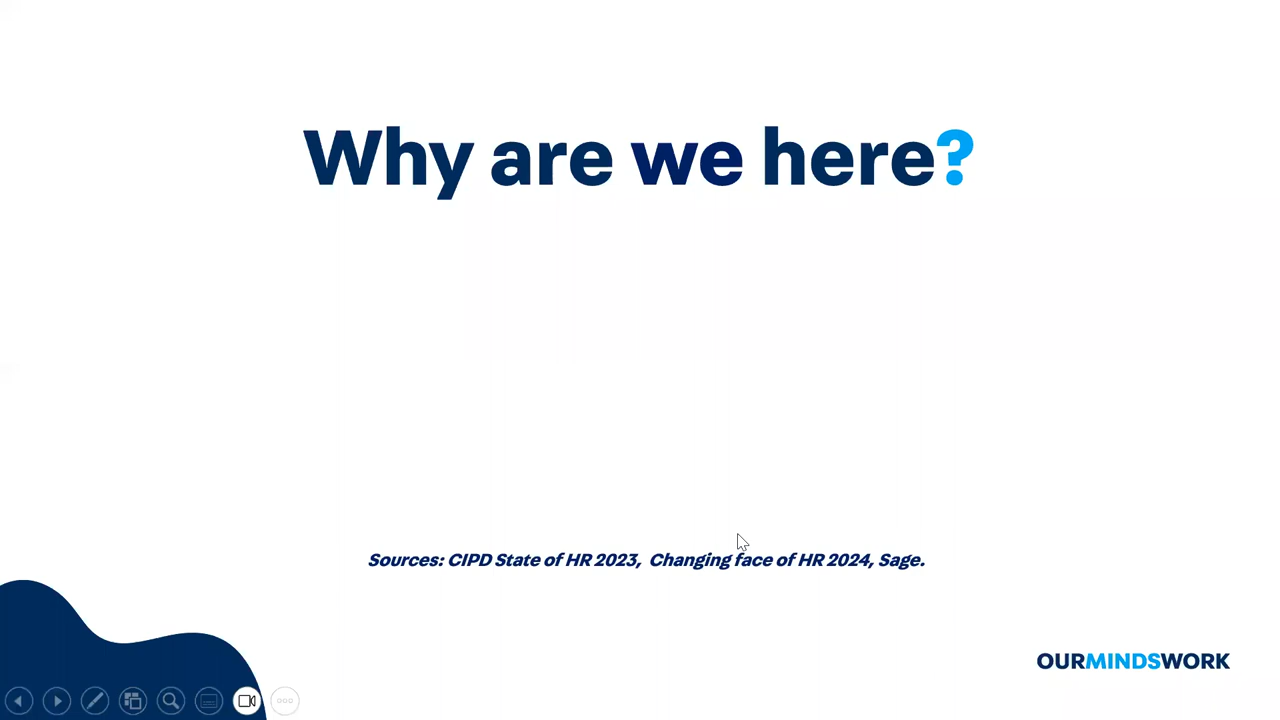 Why are we here?
Sources: CIPD State of HR 2023, Changing face of HR 2024, Sage.
OURMINDSWORK